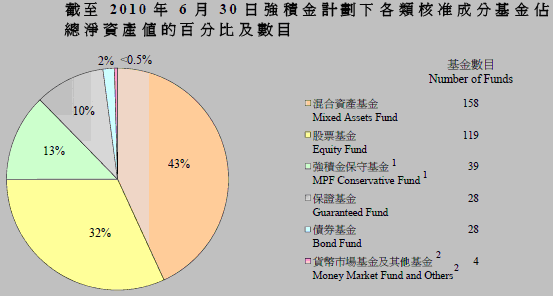 截至 2010 年 6 月 30 日強積金計劃下各類核准成分基金佔
總淨資產值的百分比及數目
基金數目
Number of Funds
2%
<0.5%
10%
13%
43%
32%
混合資產基金 158
Mixed Assets Fund
股票基金 119
Equity Fund
強積金保守基金 1 39
MPF Conservative Fund 1
保證基金 28
Guaranteed Fund
債券基金 28
Bond Fund
貨幣市場基金及其他基金 2 4
Money Market Fund and Others 2